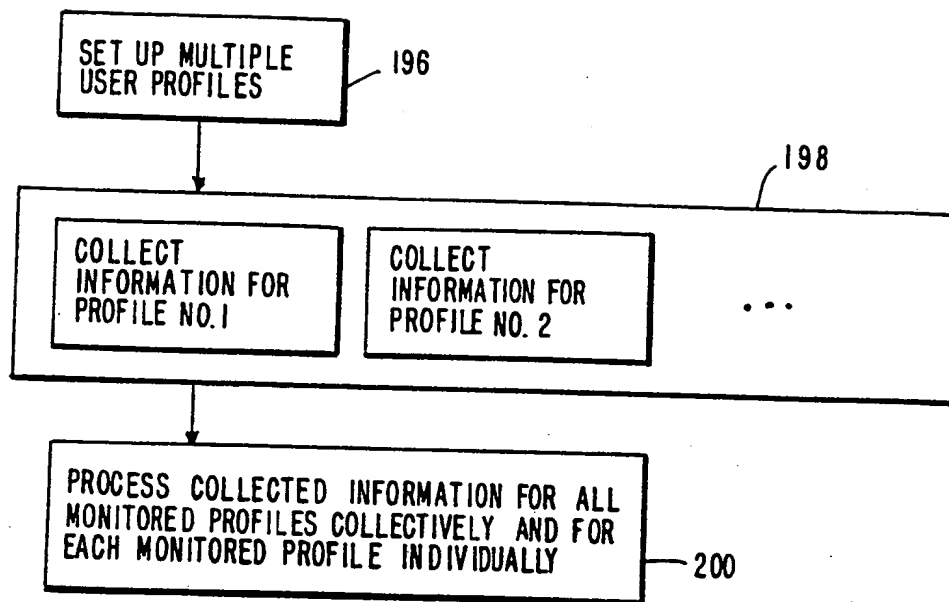 SET UP MULTIPLE
USER PROFILES
196
198
COLLECT
INFORMATION FOR
PROFILE NO. 1
COLLECT
INFORMATION FOR
PROFILE NO. 2
...
PROCESS COLLECTED INFORMATION FOR ALL
MONITORED PROFILES COLLECTIVELY AND FOR
EACH MONITORED PROFILE INDIVIDUALLY
200